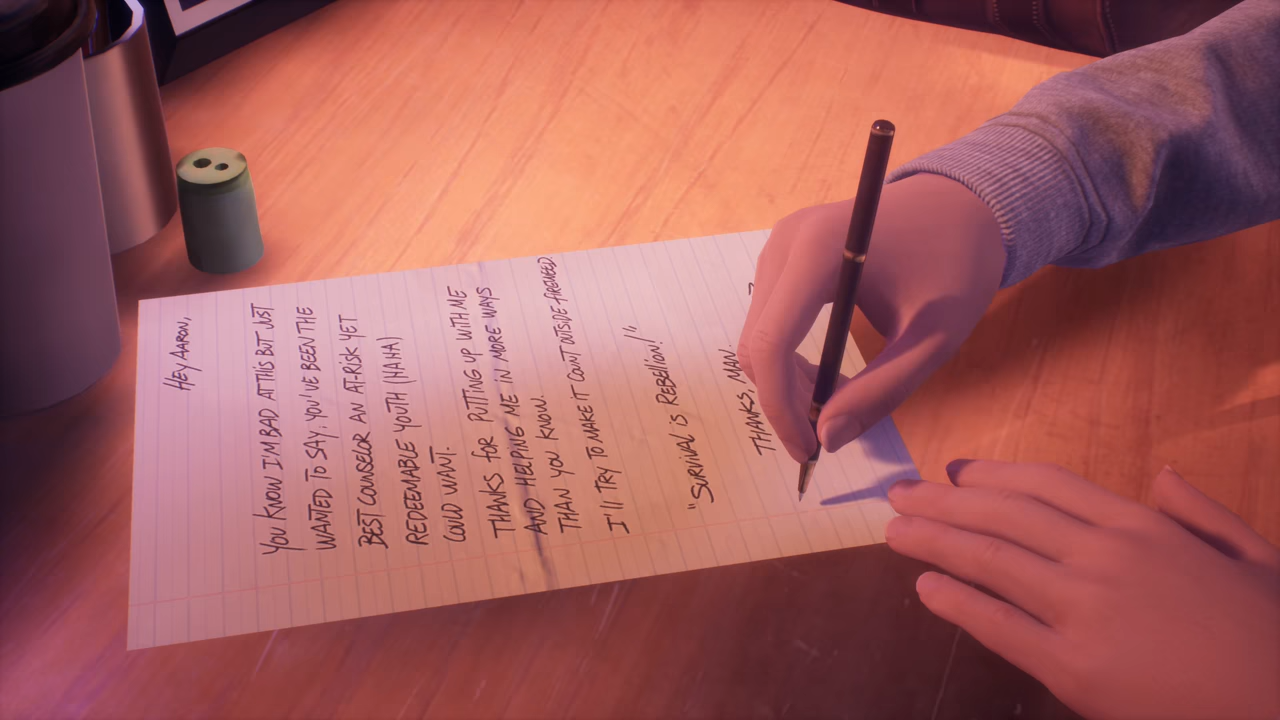 HEY AARON,
YOU KNOW I'M BAD AT THIS BUT JUST
WANTED TO SAY, YOU'VE BEEN THE
BEST COUNSELOR AN AT-RISK YET
REDEEMABLE YOUTH (HAHA)
COULD WANT.
THANKS FOR PUTTING UP WITH ME
AND HELPING ME IN MORE WAYS
THAN YOU KNOW.
I'LL TRY TO MAKE IT COUNT OUTSIDE FIREWEED
"SURVIVAL IS REBELLION!"
THANKS, MAN.